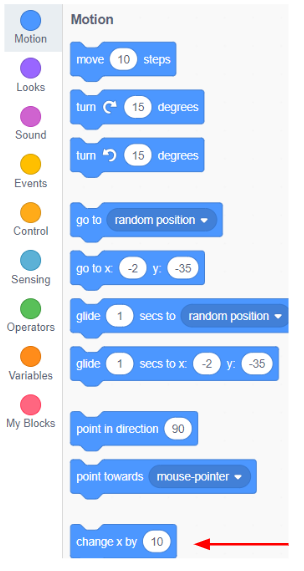 Motion
Looks
Sound
Events
Control
Sensing
Operators
Variables
My Blocks
Motion
move 10 steps
turn 15 degrees
turn 15 degrees
go to random position
go to x: -2 y: -35
glide 1 secs to random position
glide 1 secs to x: -2 y: -35
point in direction 90
point towards mouse-pointer
change x by 10